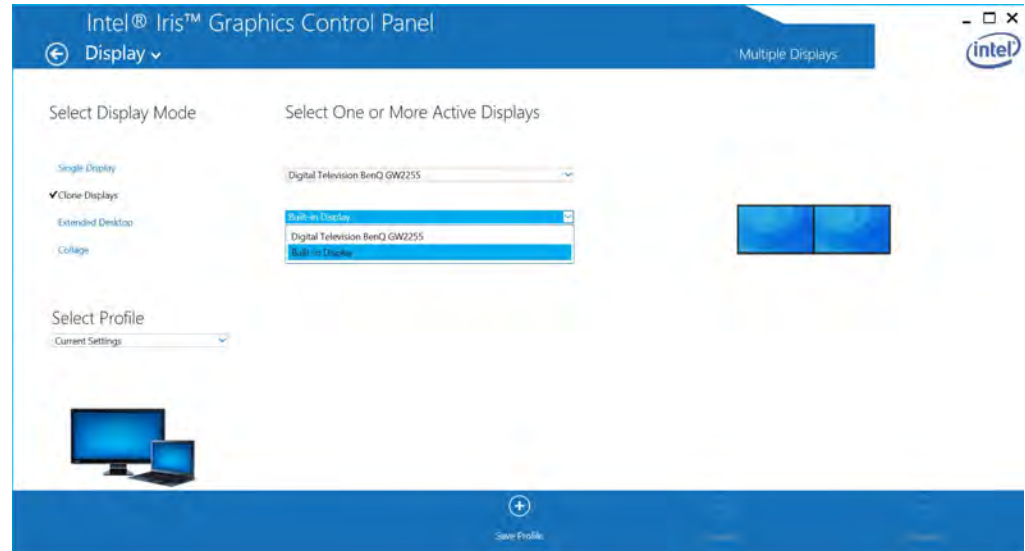 Intel® Iris™ Graphics Control Panel
Display
Multiple Displays
intel
Select Display Mode
Select One or More Active Displays
Single Display
Digital Television BenQ GW2255
✔Clone Displays
Built-in Display
Extended Desktop
Digital Television BenQ GW2255
Built-in Display
Collage
Select Profile
Current Settings
Save Profile